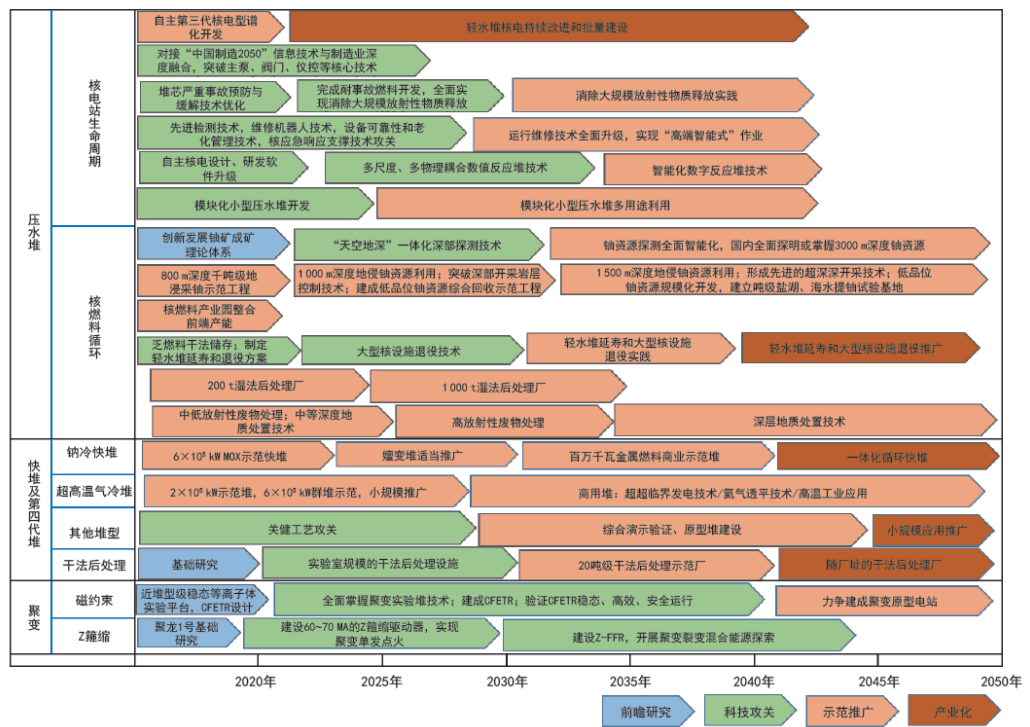 自主第三代核电型谱
化开发
轻水堆核电持续改进和批量建设
对接“中国制造2050”信息技术与制造业深
度融合，突破主泵、阀门、仪控等核心技术
堆芯严重事故预防与
缓解技术优化
完成耐事故燃料开发，全面实
现消除大规模放射性物质释放
消除大规模放射性物质释放实践
核电站生命周期
先进检测技术，维修机器人技术，设备可靠性和老
化管理技术，核应急响应支撑技术攻关
运行维修技术全面升级，实现“高端智能式”作业
自主核电设计、研发软
件升级
多尺度、多物理耦合数值反应堆技术
智能化数字反应堆技术
模块化小型压水堆开发
模块化小型压水堆多用途利用
压水堆
创新发展铀矿成矿
理论体系
“天空地深”一体化深部探测技术
铀资源探测全面智能化，国内全面探明或掌握3000 m深度铀资源
800 m深度千吨级地
浸采铀示范工程
1 000 m深度地侵铀资源利用；突破深部开采岩层
控制技术；建成低品位铀资源综合回收示范工程
1 500 m深度地侵铀资源利用；形成先进的超深深开采技术；低品位
铀资源规模化开发，建立吨级盐湖、海水提铀试验基地
核燃料循环
核燃料产业园整合
前端产能
乏燃料干法储存；制定
轻水堆延寿和退役方案
大型核设施退役技术
轻水堆延寿和大型核设施
退役实践
轻水堆延寿和大型核设施退役推广
200 t湿法后处理厂
1 000 t湿法后处理厂
中低放射性废物处理；中等深度地
质处置技术
高放射性废物处理
深层地质处置技术
快堆及第四代堆
钠冷快堆
6×10⁵ kW MOX示范快堆
嬗变堆适当推广
百万千瓦金属燃料商业示范堆
一体化循环快堆
超高温气冷堆
2×10⁵ kW示范堆，6×10⁵ kW群堆示范，小规模推广
商用堆：超超临界发电技术/氦气透平技术/高温工业应用
其他堆型
关健工艺攻关
综合演示验证、原型堆建设
小规模应用推广
干法后处理
基础研究
实验室规模的干法后处理设施
20吨级干法后处理示范厂
随厂址的干法后处理厂
聚变
磁约束
近堆型级稳态等离子体
实验平台，CFETR设计
全面掌握聚变实验堆技术；建成CFETR；验证CFETR稳态、高效、安全运行
力争建成聚变原型电站
Z箍缩
聚龙1号基础
研究
建设60~70 MA的Z箍缩驱动器，实现
聚变单发点火
建设Z-FFR，开展聚变裂变混合能源探索
2020年
2025年
2030年
2035年
2040年
2045年
2050年
前瞻研究
科技攻关
示范推广
产业化